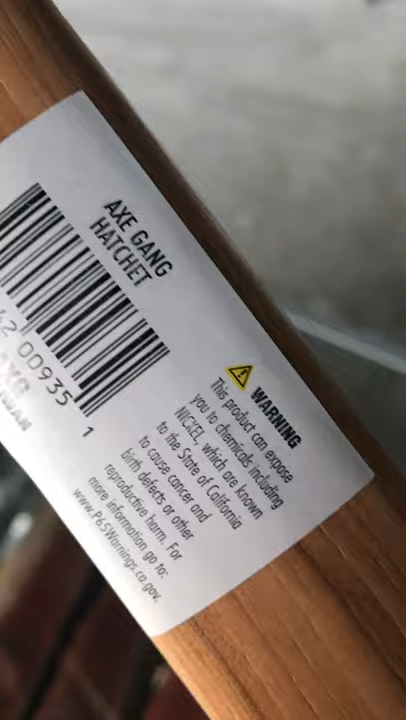 AXE GANG
HATCHET
00935
1
WARNING
This product can expose
you to chemicals including
NICKEL, which are known
to the State of California
to cause cancer and
birth defects or other
reproductive harm. For
more information go to:
www.P65Warnings.ca.gov.